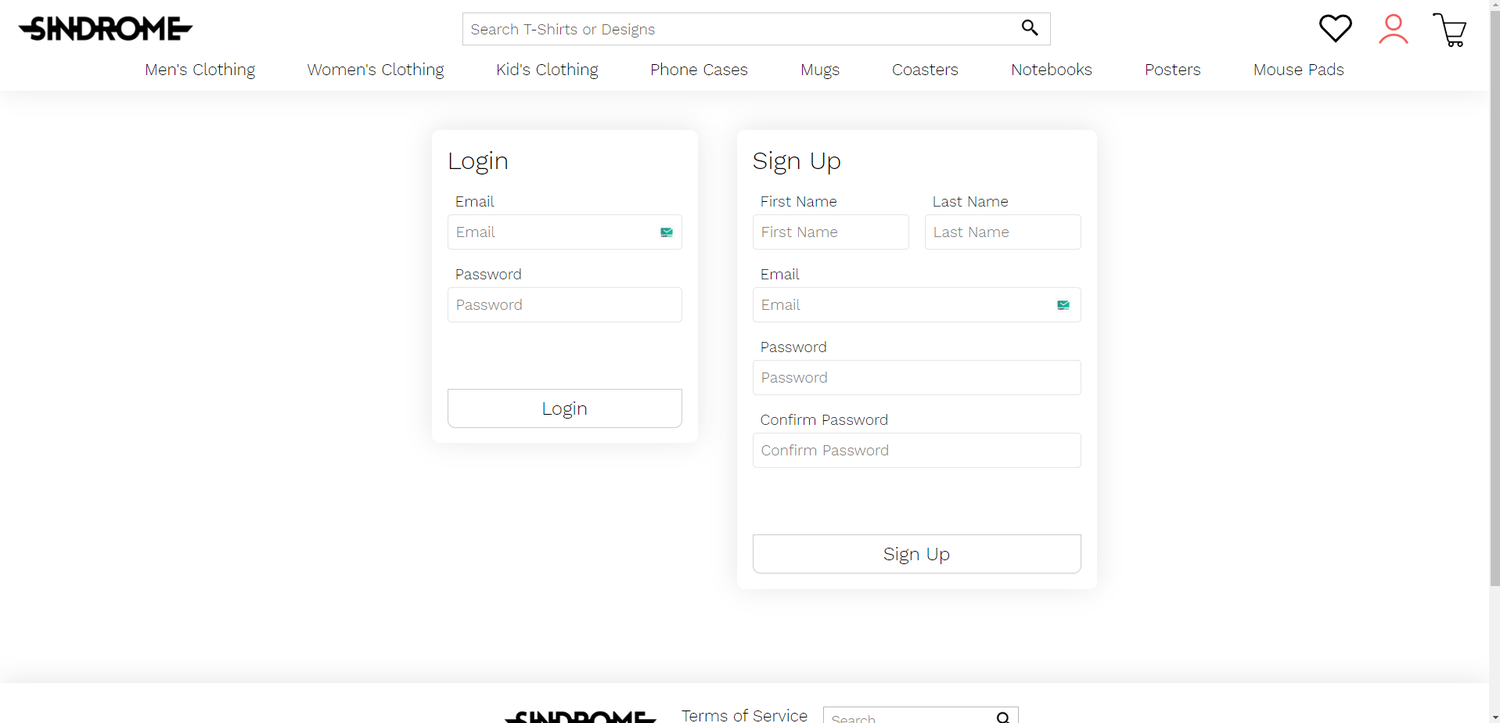 SINDROME
Search T-Shirts or Designs
Men's Clothing Women's Clothing Kid's Clothing Phone Cases Mugs Coasters Notebooks Posters Mouse Pads
Login
Email
Email
Password
Password
Login
Sign Up
First Name Last Name
First Name Last Name
Email
Email
Password
Password
Confirm Password
Confirm Password
Sign Up
SINDROME Terms of Service Search